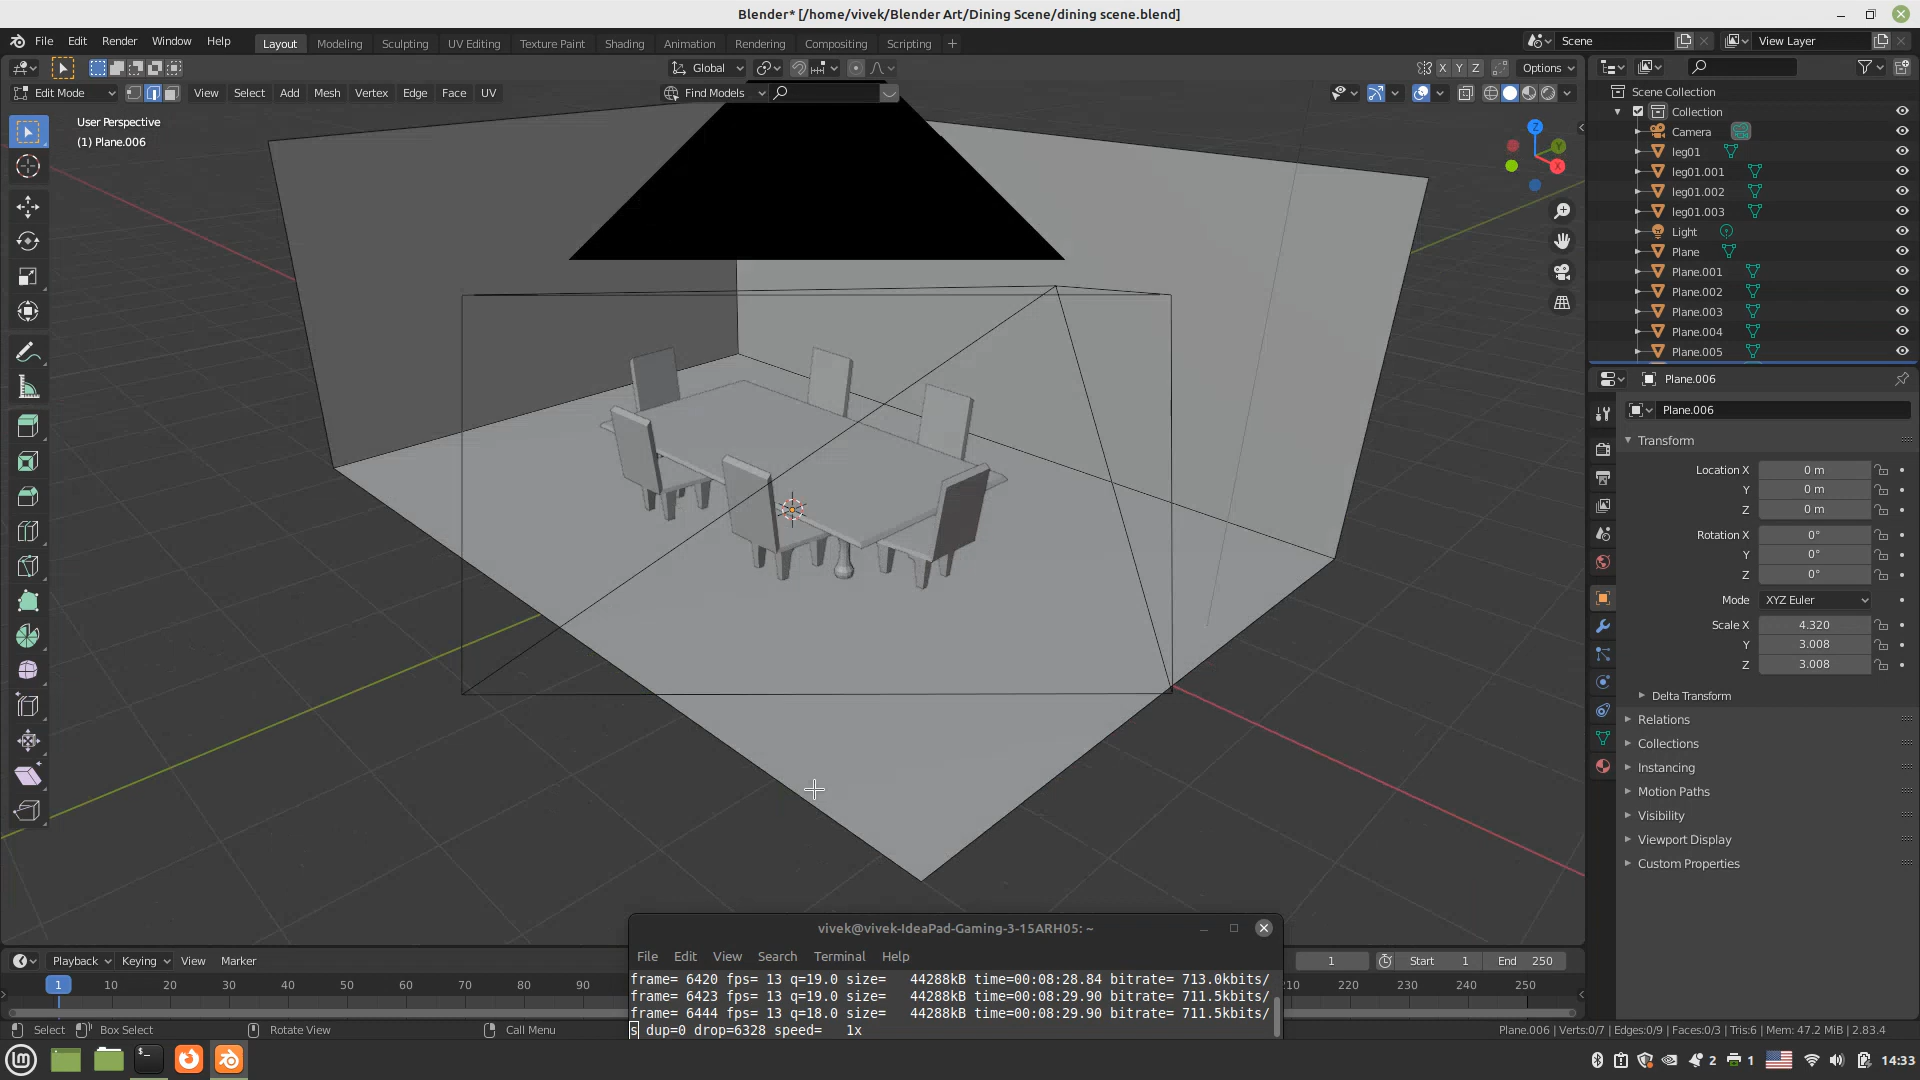 Blender* [/home/vivek/Blender Art/Dining Scene/dining scene.blend]
File Edit Render Window Help Layout Modeling Sculpting UV Editing Texture Paint Shading Animation Rendering Compositing Scripting + Scene View Layer
Global X Y Z Options
Edit Mode View Select Add Mesh Vertex Edge Face UV Find Models
User Perspective
(1) Plane.006
Z
Y
X
Scene Collection
Collection
Camera
leg01
leg01.001
leg01.002
leg01.003
Light
Plane
Plane.001
Plane.002
Plane.003
Plane.004
Plane.005
Plane.006
Plane.006
Transform
Location X 0 m
Y 0 m
Z 0 m
Rotation X 0°
Y 0°
Z 0°
Mode XYZ Euler
Scale X 4.320
Y 3.008
Z 3.008
Delta Transform
Relations
Collections
Instancing
Motion Paths
Visibility
Viewport Display
Custom Properties
vivek@vivek-IdeaPad-Gaming-3-15ARH05: ~
File Edit View Search Terminal Help
frame= 6420 fps= 13 q=19.0 size= 44288kB time=00:08:28.84 bitrate= 713.0kbits/
frame= 6423 fps= 13 q=19.0 size= 44288kB time=00:08:29.90 bitrate= 711.5kbits/
frame= 6444 fps= 13 q=18.0 size= 44288kB time=00:08:29.90 bitrate= 711.5kbits/
s dup=0 drop=6328 speed= 1x
Playback Keying View Marker 1 Start 1 End 250
1 10 20 30 40 50 60 70 80 90 210 220 230 240 250
Select Box Select Rotate View Call Menu Plane.006 | Verts:0/7 | Edges:0/9 | Faces:0/3 | Tris:6 | Mem: 47.2 MiB | 2.83.4
2 1 14:33